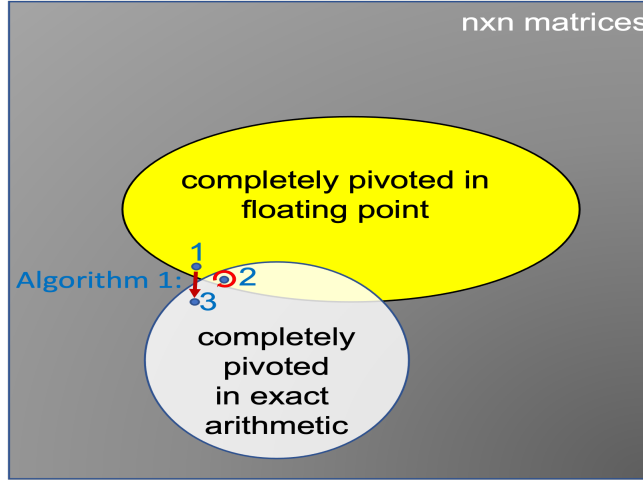 nxn matrices
completely pivoted in
floating point
1
Algorithm 1:
2
3
completely
pivoted
in exact
arithmetic